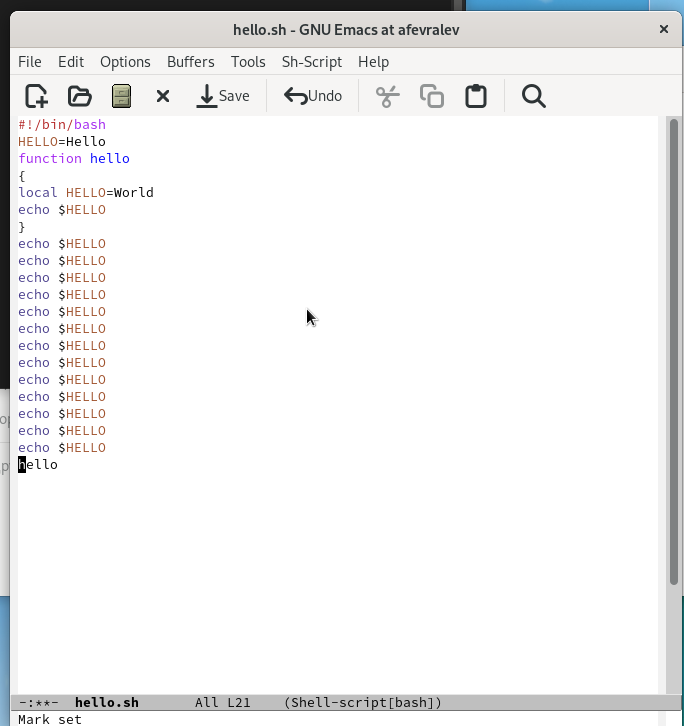 hello.sh - GNU Emacs at afevralev
File Edit Options Buffers Tools Sh-Script Help
Save Undo
#!/bin/bash
HELLO=Hello
function hello
{
local HELLO=World
echo $HELLO
}
echo $HELLO
echo $HELLO
echo $HELLO
echo $HELLO
echo $HELLO
echo $HELLO
echo $HELLO
echo $HELLO
echo $HELLO
echo $HELLO
echo $HELLO
echo $HELLO
echo $HELLO
hello
-:**- hello.sh All L21 (Shell-script[bash])
Mark set